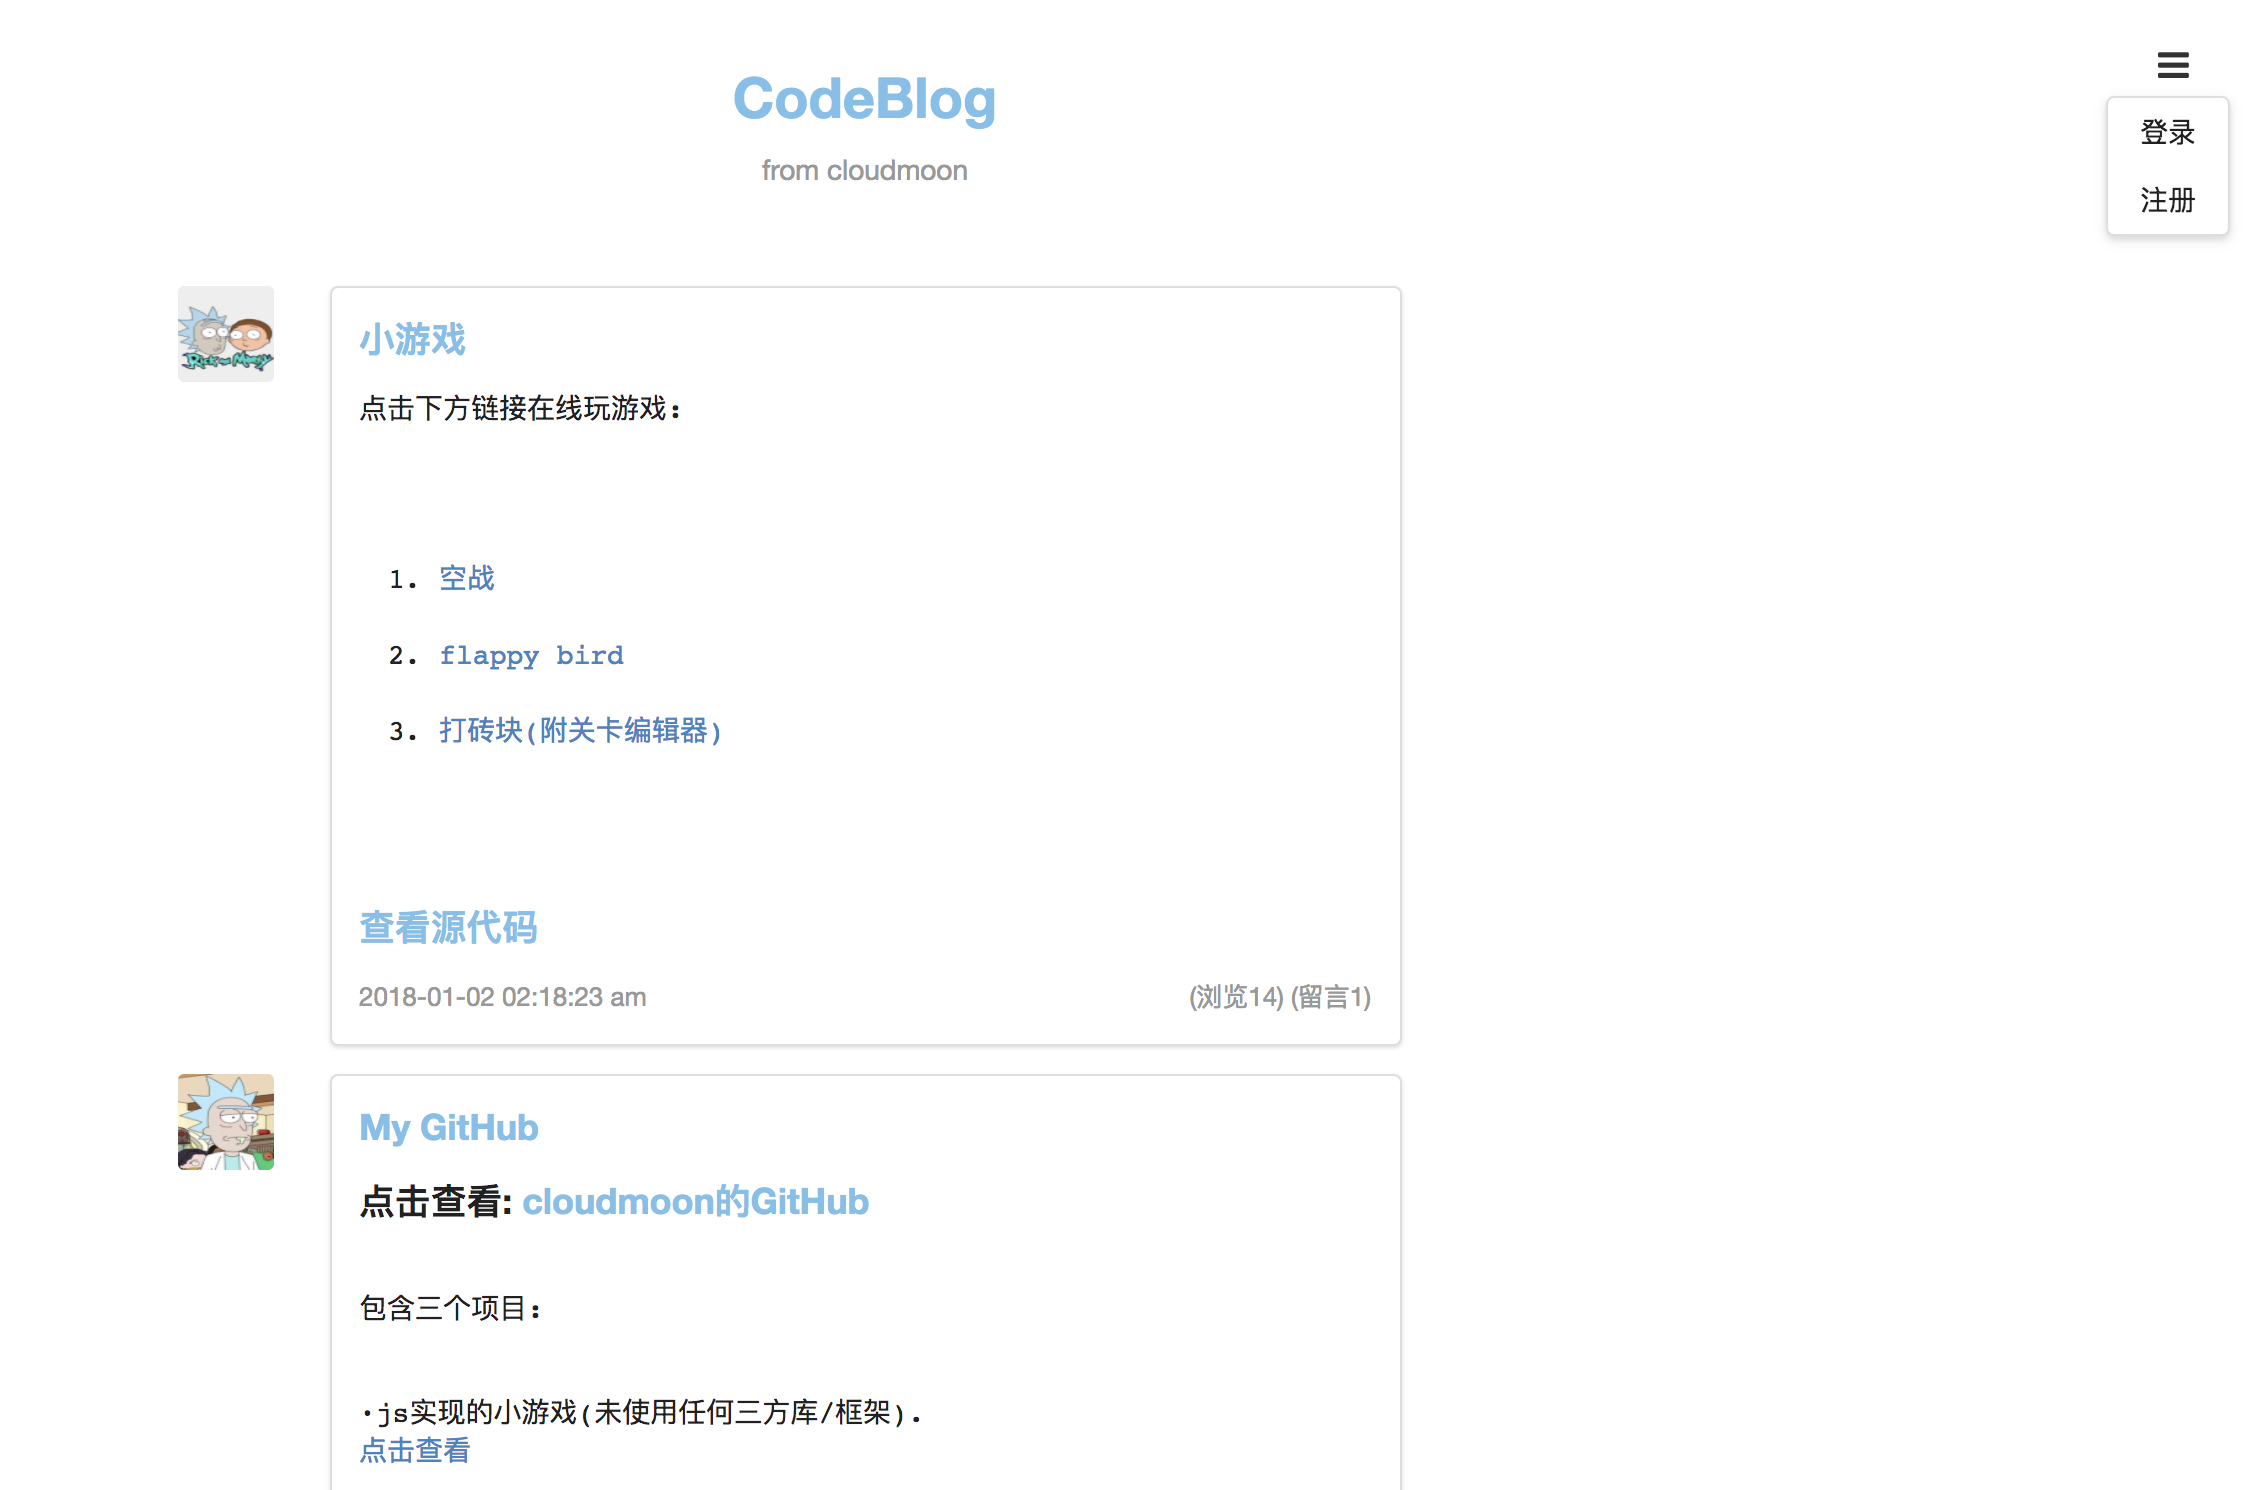 CodeBlog
from cloudmoon
登录
注册
Rick and Morty
小游戏
点击下方链接在线玩游戏：
1. 空战
2. flappy bird
3. 打砖块(附关卡编辑器)
查看源代码
2018-01-02 02:18:23 am (浏览14) (留言1)
My GitHub
点击查看: cloudmoon的GitHub
包含三个项目：
·js实现的小游戏(未使用任何三方库/框架).
点击查看